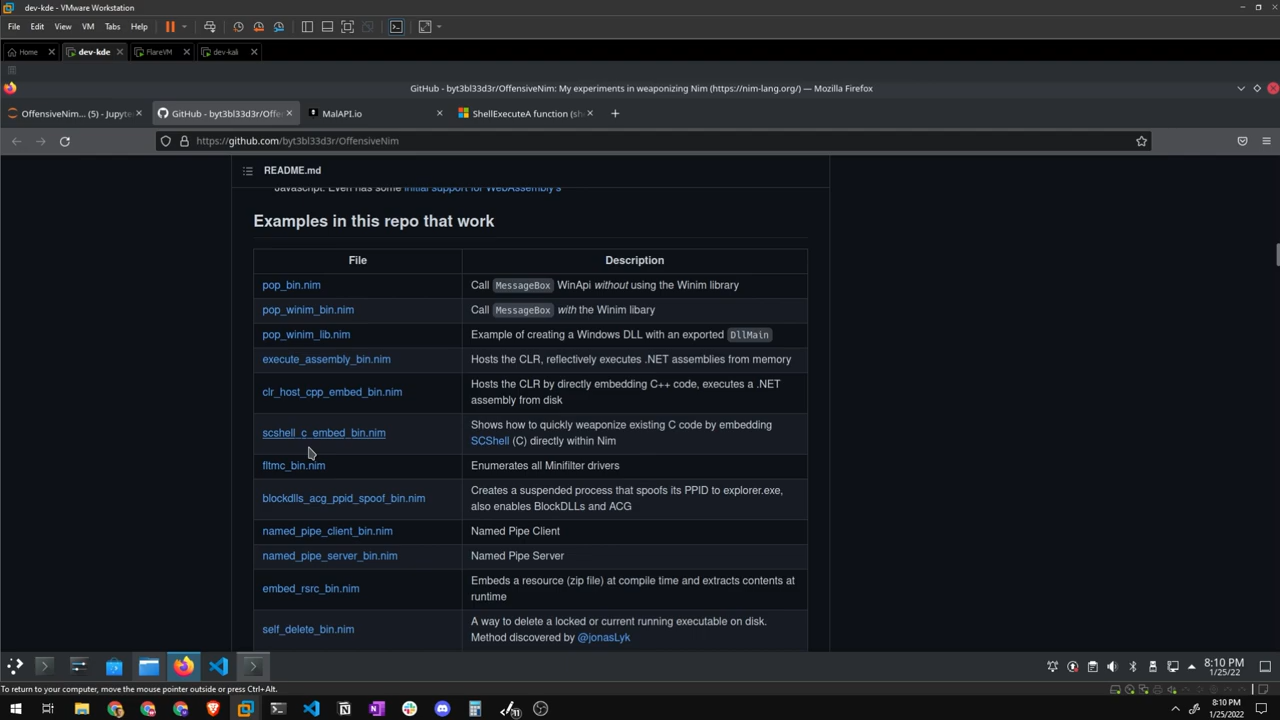 dev-kde - VMware Workstation
File Edit View VM Tabs Help
Home dev-kde FlareVM dev-kali
GitHub - byt3bl33d3r/OffensiveNim: My experiments in weaponizing Nim (https://nim-lang.org/) — Mozilla Firefox
OffensiveNim... (5) - Jupyte GitHub - byt3bl33d3r/Offe MalAPI.io ShellExecuteA function (sh
https://github.com/byt3bl33d3r/OffensiveNim
README.md
Javascript. Even has some initial support for WebAssembly's
Examples in this repo that work
File Description
pop_bin.nim Call MessageBox WinApi without using the Winim library
pop_winim_bin.nim Call MessageBox with the Winim libary
pop_winim_lib.nim Example of creating a Windows DLL with an exported DllMain
execute_assembly_bin.nim Hosts the CLR, reflectively executes .NET assemblies from memory
clr_host_cpp_embed_bin.nim Hosts the CLR by directly embedding C++ code, executes a .NET
assembly from disk
scshell_c_embed_bin.nim Shows how to quickly weaponize existing C code by embedding
SCShell (C) directly within Nim
fltmc_bin.nim Enumerates all Minifilter drivers
blockdlls_acg_ppid_spoof_bin.nim Creates a suspended process that spoofs its PPID to explorer.exe,
also enables BlockDLLs and ACG
named_pipe_client_bin.nim Named Pipe Client
named_pipe_server_bin.nim Named Pipe Server
embed_rsrc_bin.nim Embeds a resource (zip file) at compile time and extracts contents at
runtime
self_delete_bin.nim A way to delete a locked or current running executable on disk.
Method discovered by @jonasLyk
8:10 PM
1/25/22
To return to your computer, move the mouse pointer outside or press Ctrl+Alt.
8:10 PM
1/25/2022